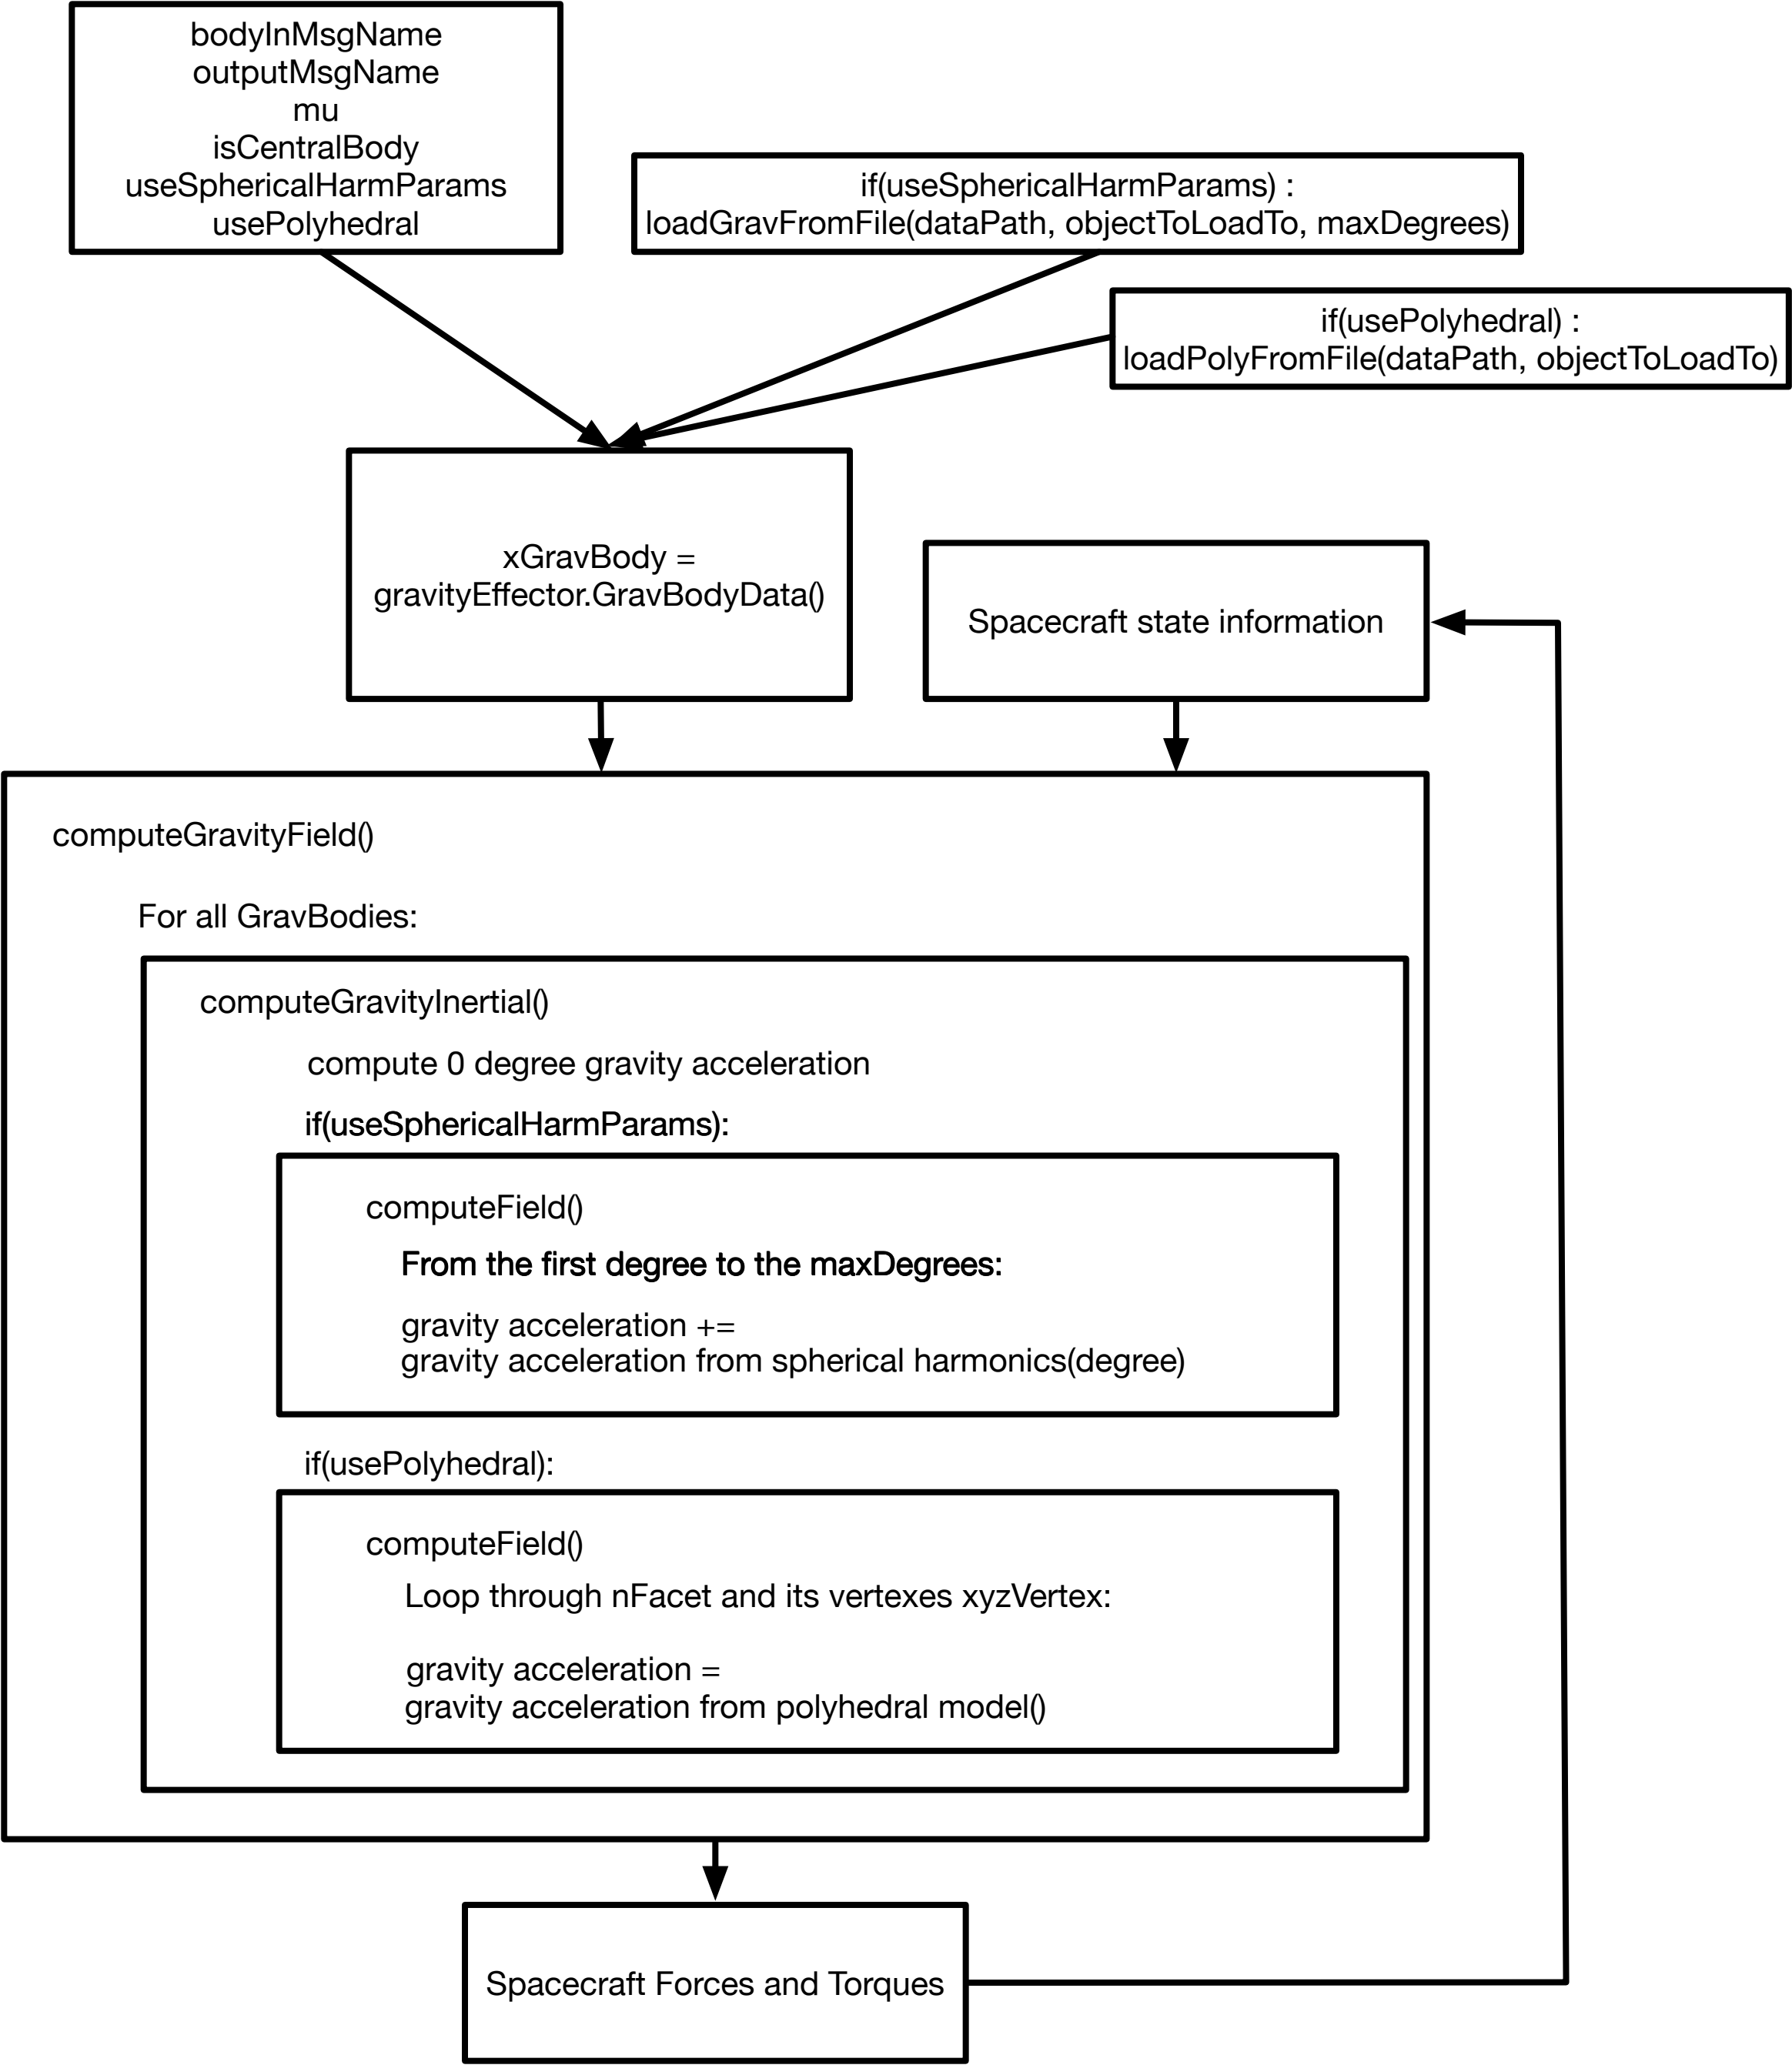 bodyInMsgName
outputMsgName
mu
isCentralBody
useSphericalHarmParams
usePolyhedral
if(useSphericalHarmParams) :
loadGravFromFile(dataPath, objectToLoadTo, maxDegrees)
if(usePolyhedral) :
loadPolyFromFile(dataPath, objectToLoadTo)
xGravBody =
gravityEffector.GravBodyData()
Spacecraft state information
computeGravityField()
For all GravBodies:
computeGravityInertial()
compute 0 degree gravity acceleration
if(useSphericalHarmParams):
computeField()
From the first degree to the maxDegrees:
gravity acceleration +=
gravity acceleration from spherical harmonics(degree)
if(usePolyhedral):
computeField()
Loop through nFacet and its vertexes xyzVertex:
gravity acceleration =
gravity acceleration from polyhedral model()
Spacecraft Forces and Torques